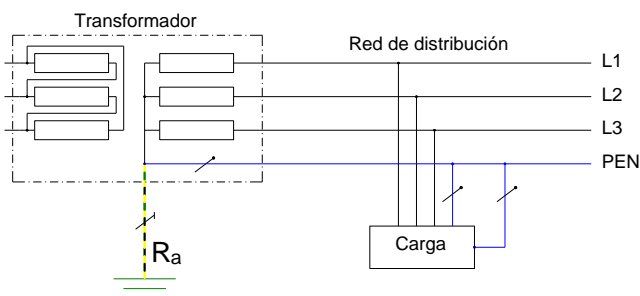 Transformador
Red de distribución
L1
L2
L3
PEN
Ra
Carga